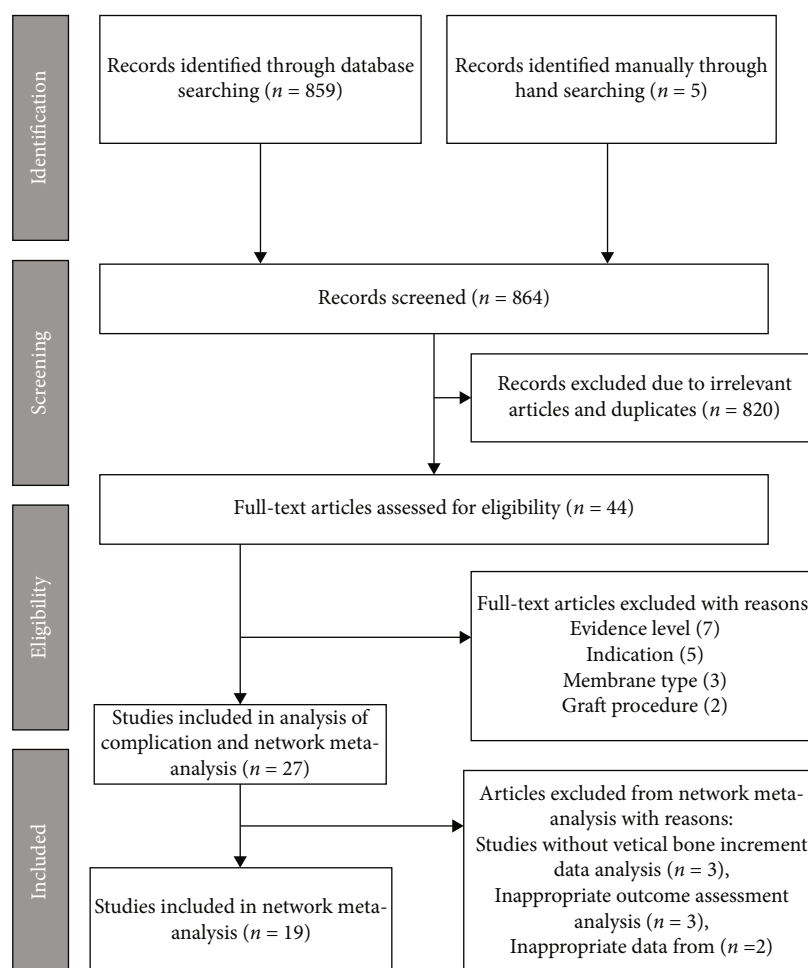 Identification
Records identified through database
searching (n = 859)
Records identified manually through
hand searching (n = 5)
Screening
Records screened (n = 864)
Records excluded due to irrelevant
articles and duplicates (n = 820)
Full-text articles assessed for eligibility (n = 44)
Eligibility
Full-text articles excluded with reasons
Evidence level (7)
Indication (5)
Membrane type (3)
Graft procedure (2)
Studies included in analysis of
complication and network meta-
analysis (n = 27)
Included
Articles excluded from network meta-
analysis with reasons:
Studies without vetical bone increment
data analysis (n = 3),
Inappropriate outcome assessment
analysis (n = 3),
Inappropriate data from (n =2)
Studies included in network meta-
analysis (n = 19)